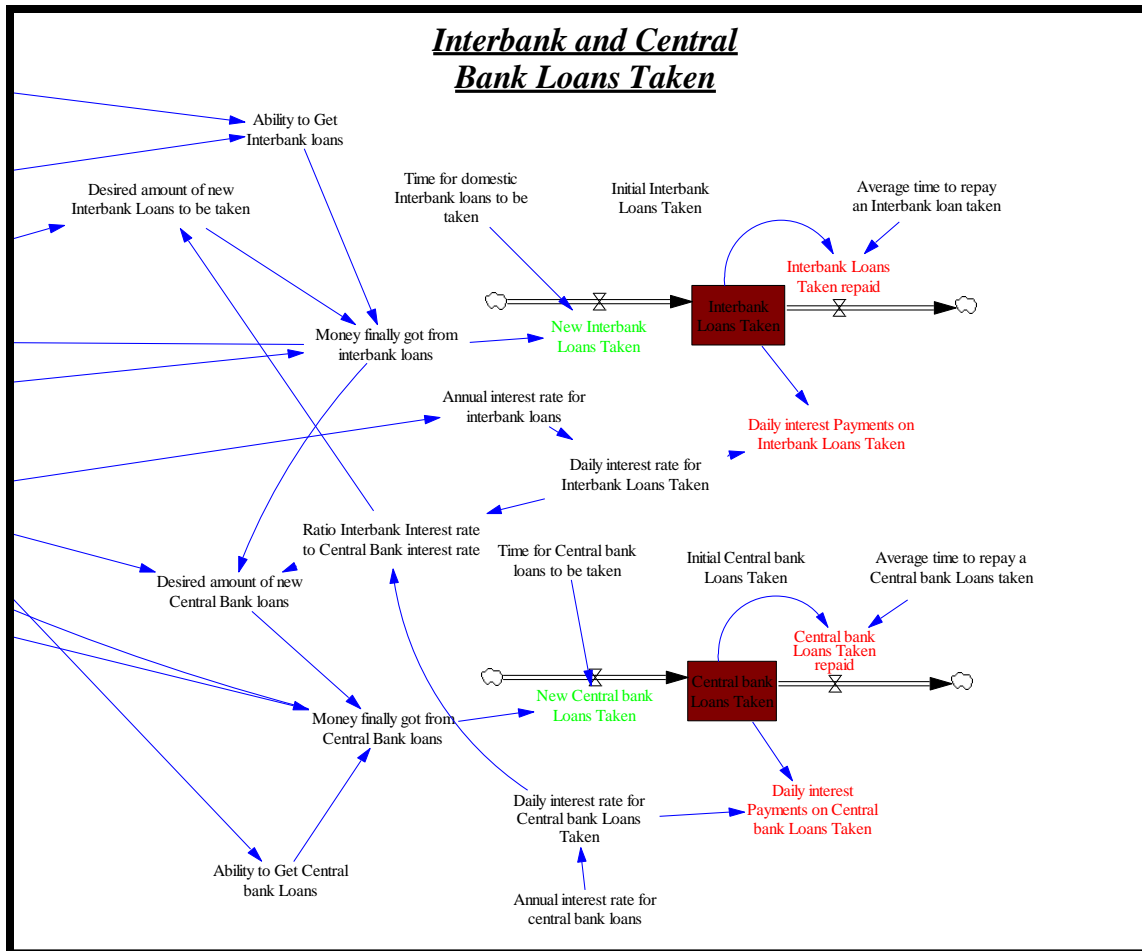 Interbank and Central
Bank Loans Taken
Ability to Get
Interbank loans
Desired amount of new
Interbank Loans to be taken
Time for domestic
Interbank loans to be
taken
Initial Interbank
Loans Taken
Average time to repay
an Interbank loan taken
Interbank Loans
Taken repaid
Interbank
Loans Taken
Money finally got from
interbank loans
New Interbank
Loans Taken
Annual interest rate for
interbank loans
Daily interest Payments on
Interbank Loans Taken
Daily interest rate for
Interbank Loans Taken
Ratio Interbank Interest rate
to Central Bank interest rate
Time for Central bank
loans to be taken
Initial Central bank
Loans Taken
Average time to repay a
Central bank Loans taken
Desired amount of new
Central Bank loans
Central bank
Loans Taken
repaid
Central bank
Loans Taken
New Central bank
Loans Taken
Money finally got from
Central Bank loans
Daily interest rate for
Central bank Loans
Taken
Daily interest
Payments on Central
bank Loans Taken
Ability to Get Central
bank Loans
Annual interest rate for
central bank loans